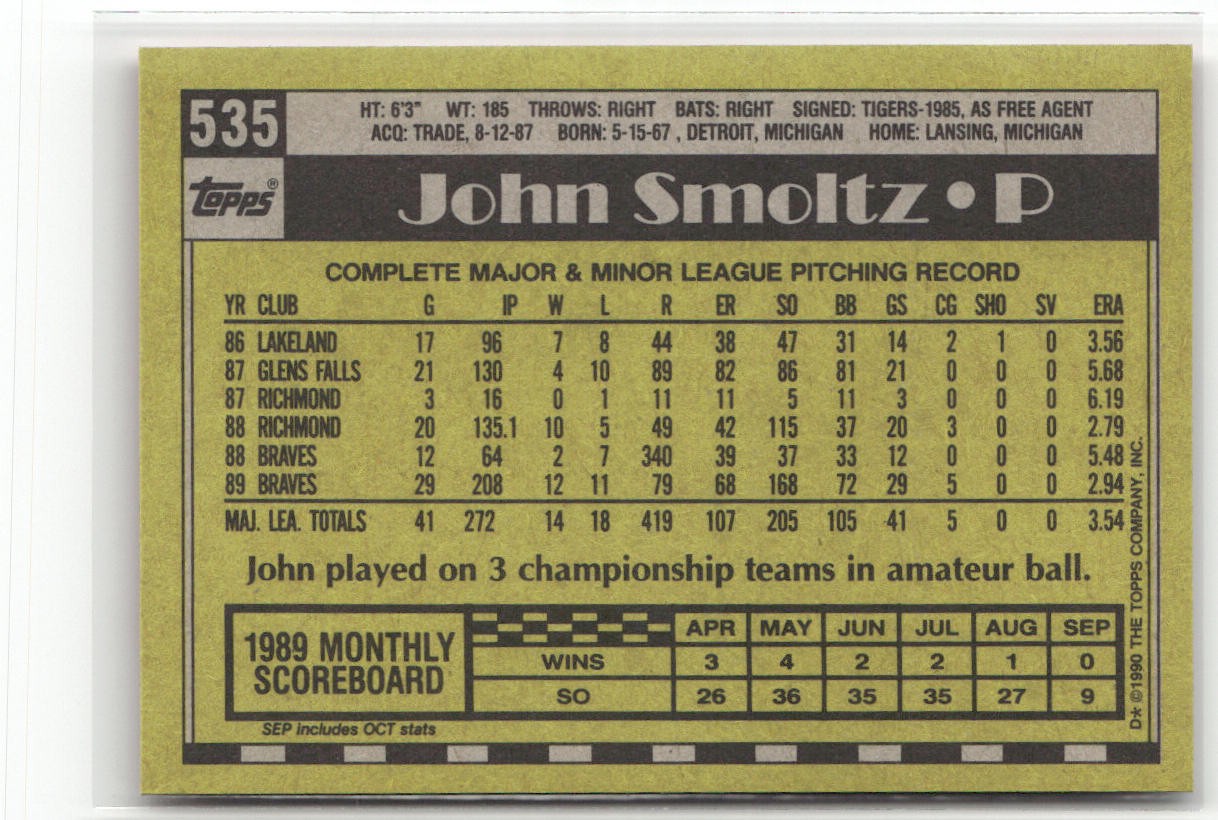 535
HT: 6'3" WT: 185 THROWS: RIGHT BATS: RIGHT SIGNED: TIGERS-1985, AS FREE AGENT
ACQ: TRADE, 8-12-87 BORN: 5-15-67 , DETROIT, MICHIGAN HOME: LANSING, MICHIGAN
topps®
John Smoltz • P
COMPLETE MAJOR & MINOR LEAGUE PITCHING RECORD
YR CLUB G IP W L R ER SO BB GS CG SHO SV ERA
86 LAKELAND 17 96 7 8 44 38 47 31 14 2 1 0 3.56
87 GLENS FALLS 21 130 4 10 89 82 86 81 21 0 0 0 5.68
87 RICHMOND 3 16 0 1 11 11 5 11 3 0 0 0 6.19
88 RICHMOND 20 135.1 10 5 49 42 115 37 20 3 0 0 2.79
88 BRAVES 12 64 2 7 340 39 37 33 12 0 0 0 5.48
89 BRAVES 29 208 12 11 79 68 168 72 29 5 0 0 2.94
MAJ. LEA. TOTALS 41 272 14 18 419 107 205 105 41 5 0 0 3.54
John played on 3 championship teams in amateur ball.
1989 MONTHLY
SCOREBOARD
APR MAY JUN JUL AUG SEP
WINS 3 4 2 2 1 0
SO 26 36 35 35 27 9
SEP includes OCT stats
D* ©1990 THE TOPPS COMPANY, INC.